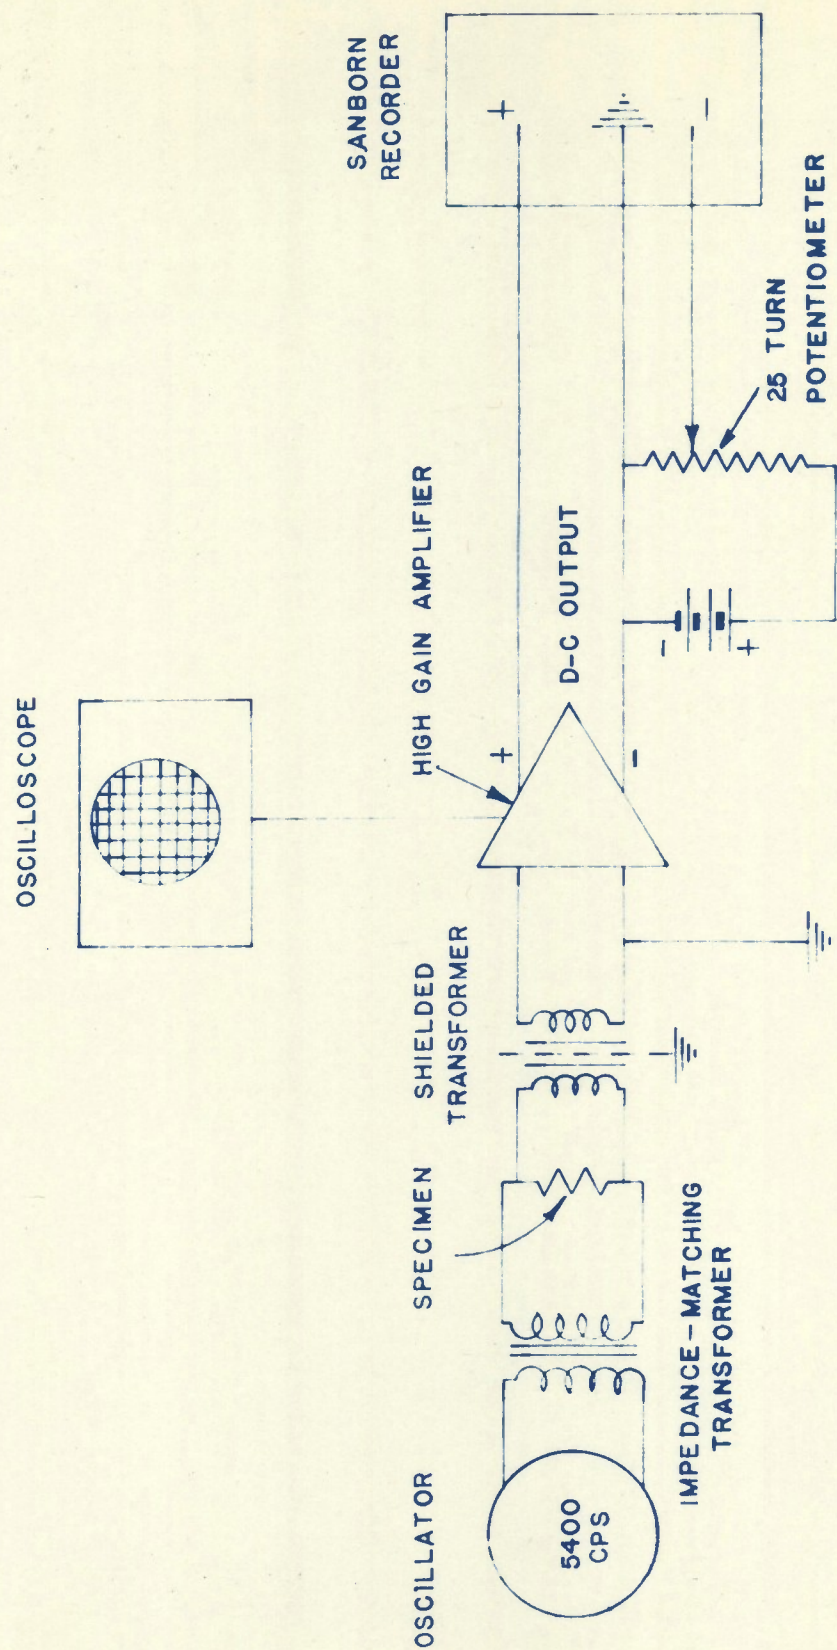 OSCILLOSCOPE
SANBORN
RECORDER
+
−
HIGH GAIN AMPLIFIER
+
−
D-C OUTPUT
−
+
25 TURN
POTENTIOMETER
SHIELDED
TRANSFORMER
SPECIMEN
IMPEDANCE-MATCHING
TRANSFORMER
OSCILLATOR
5400
CPS